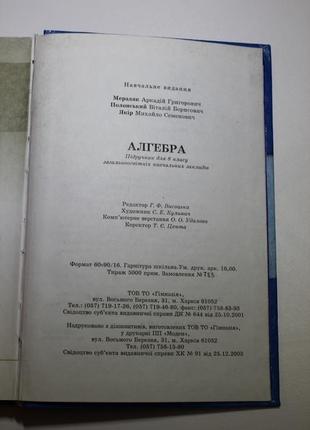 Навчальне видання
Мерзляк Аркадій Григорович
Полонський Віталій Борисович
Якір Михайло Семенович
АЛГЕБРА
Підручник для 8 класу
загальноосвітніх навчальних закладів
Редактор Г. Ф. Висоцька
Художник С. Е. Кулинич
Комп’ютерне верстання О. О. Удалова
Коректор Т. Є. Цента
Формат 60×90/16. Гарнітура шкільна. Ум. друк. арк. 16,00.
Тираж 5000 прим. Замовлення №
ТОВ ТО «Гімназія»,
вул. Восьмого Березня, 31, м. Харків 61052
Тел.: (057) 719-17-26, (057) 719-46-80, факс: (057) 758-83-93
Свідоцтво суб’єкта видавничої справи ДК № 644 від 25.10.2001
Надруковано з діапозитивів, виготовлених ТОВ ТО «Гімназія»,
у друкарні ПП «Модем»,
вул. Восьмого Березня, 31, м. Харків 61052
Тел. (057) 758-15-80
Свідоцтво суб’єкта видавничої справи ХК № 91 від 25.12.2003